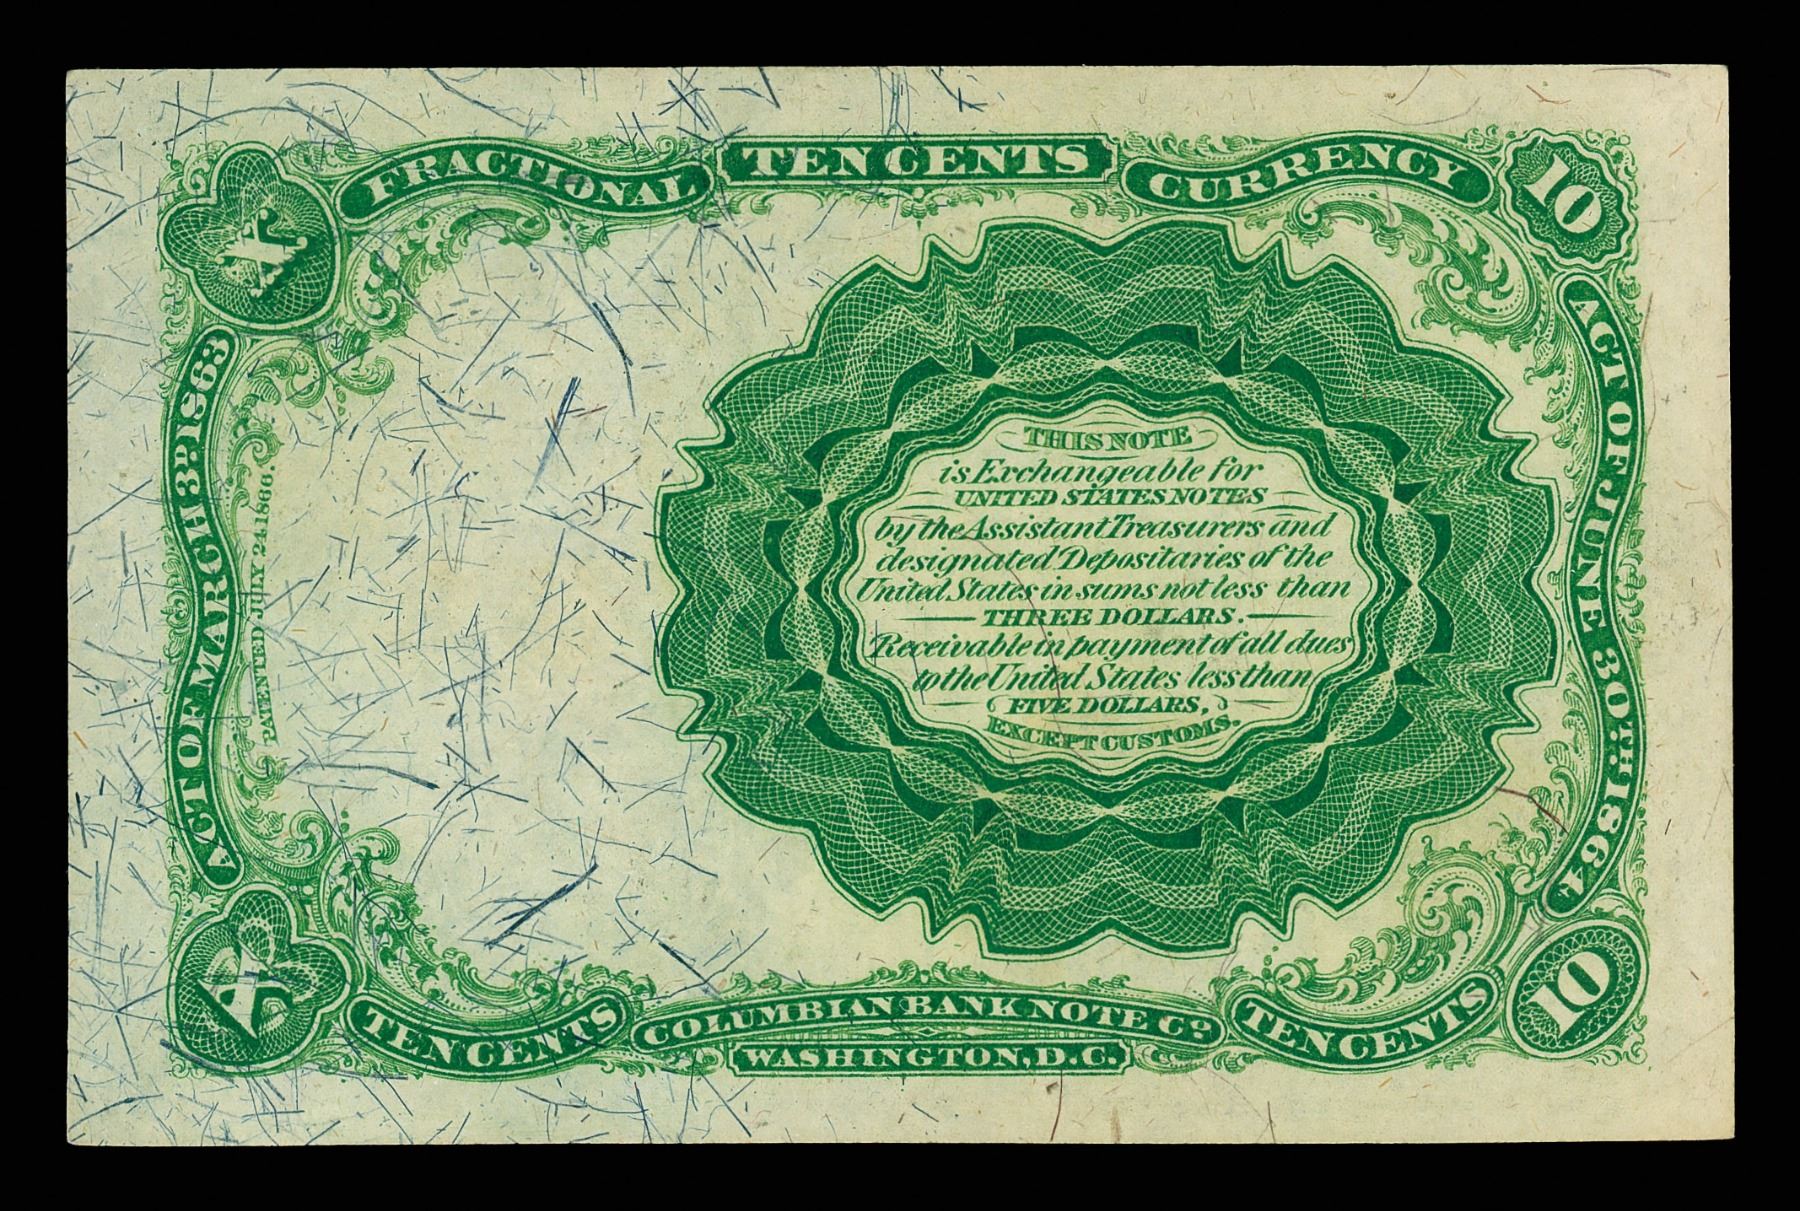 FRACTIONAL TEN CENTS CURRENCY
X
10
ACT OF MARCH 3D 1863
PATENTED JULY 24 1866.
ACT OF JUNE 30TH 1864
THIS NOTE
is Exchangeable for
UNITED STATES NOTES
by the Assistant Treasurers and
designated Depositaries of the
United States in sums not less than
THREE DOLLARS.
Receivable in payment of all dues
to the United States less than
FIVE DOLLARS,
EXCEPT CUSTOMS.
X
10
TEN CENTS
COLUMBIAN BANK NOTE CO.
WASHINGTON, D.C.
TEN CENTS